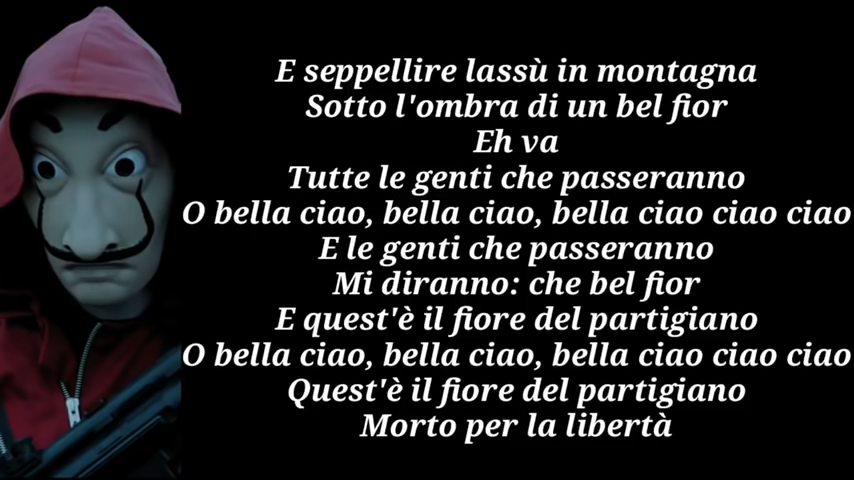 E seppellire lassù in montagna
Sotto l'ombra di un bel fior
Eh va
Tutte le genti che passeranno
O bella ciao, bella ciao, bella ciao ciao ciao
E le genti che passeranno
Mi diranno: che bel fior
E quest'è il fiore del partigiano
O bella ciao, bella ciao, bella ciao ciao ciao
Quest'è il fiore del partigiano
Morto per la libertà